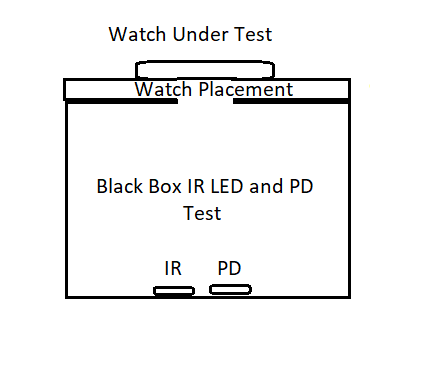 Watch Under Test
Watch Placement
Black Box IR LED and PD
Test
IR PD